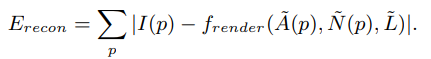 $E_{recon} = \sum_{p} |I(p) - f_{render}(\tilde{A}(p), \tilde{N}(p), \tilde{L})|.$